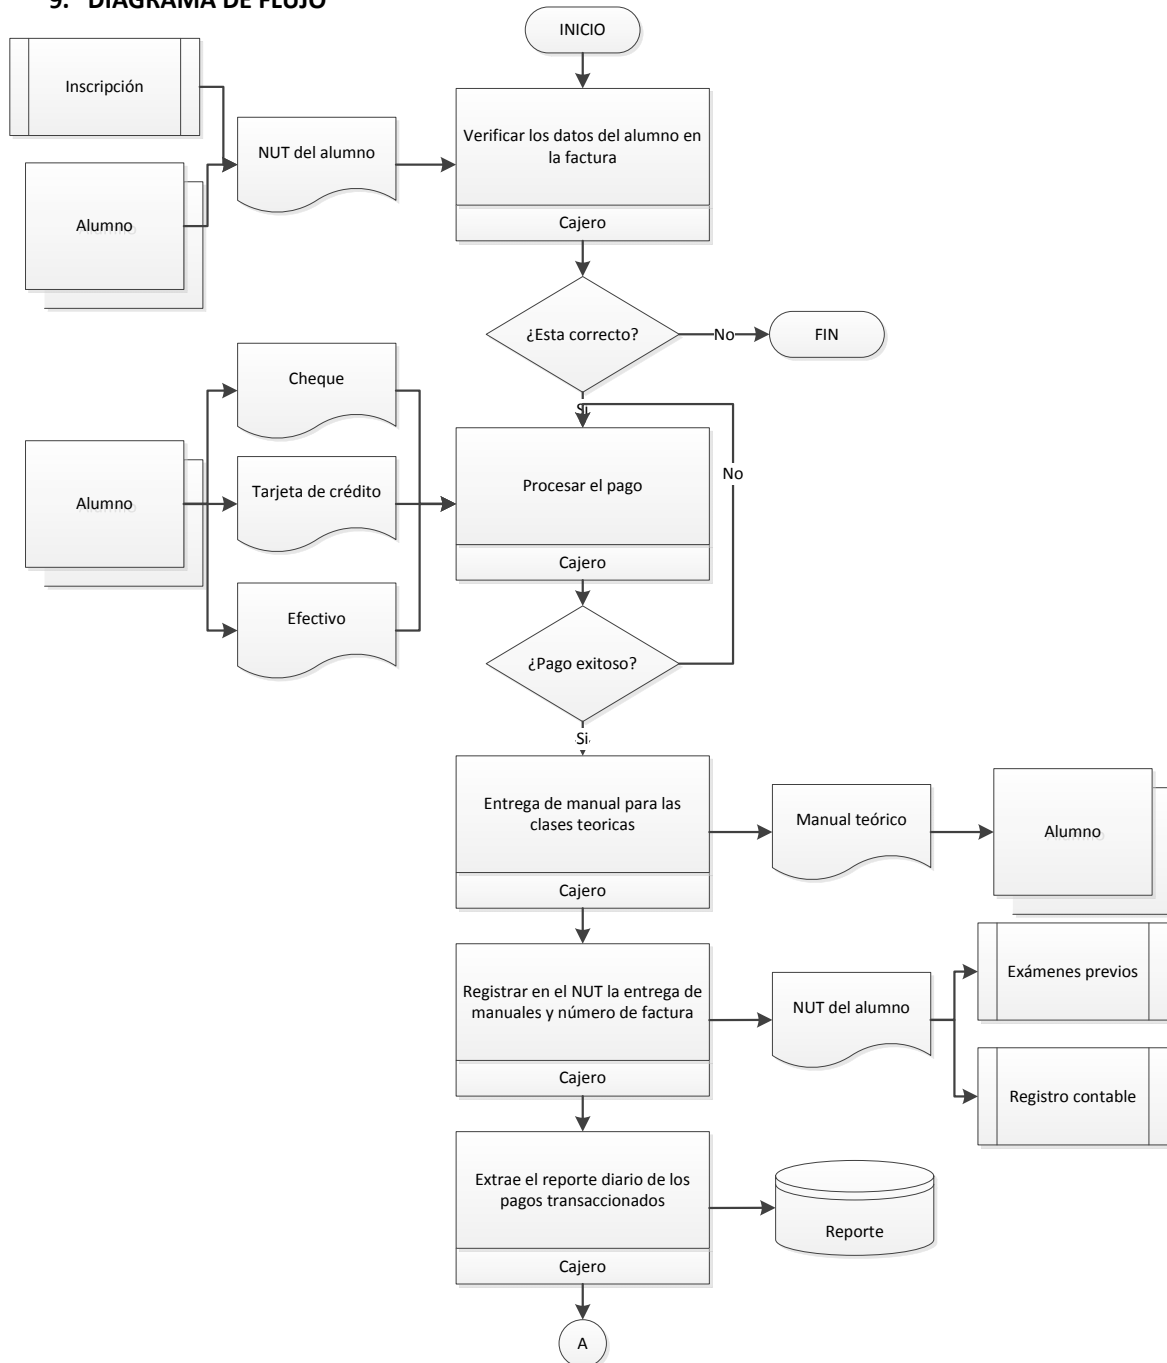 9. DIAGRAMA DE FLUJO
INICIO
Inscripción
NUT del alumno
Verificar los datos del alumno en
la factura
Cajero
Alumno
¿Esta correcto?
No
FIN
Si
Cheque
Alumno
Tarjeta de crédito
Procesar el pago
No
Cajero
Efectivo
¿Pago exitoso?
Si
Entrega de manual para las
clases teoricas
Cajero
Manual teórico
Alumno
Registrar en el NUT la entrega de
manuales y número de factura
Cajero
NUT del alumno
Exámenes previos
Registro contable
Extrae el reporte diario de los
pagos transaccionados
Cajero
Reporte
A